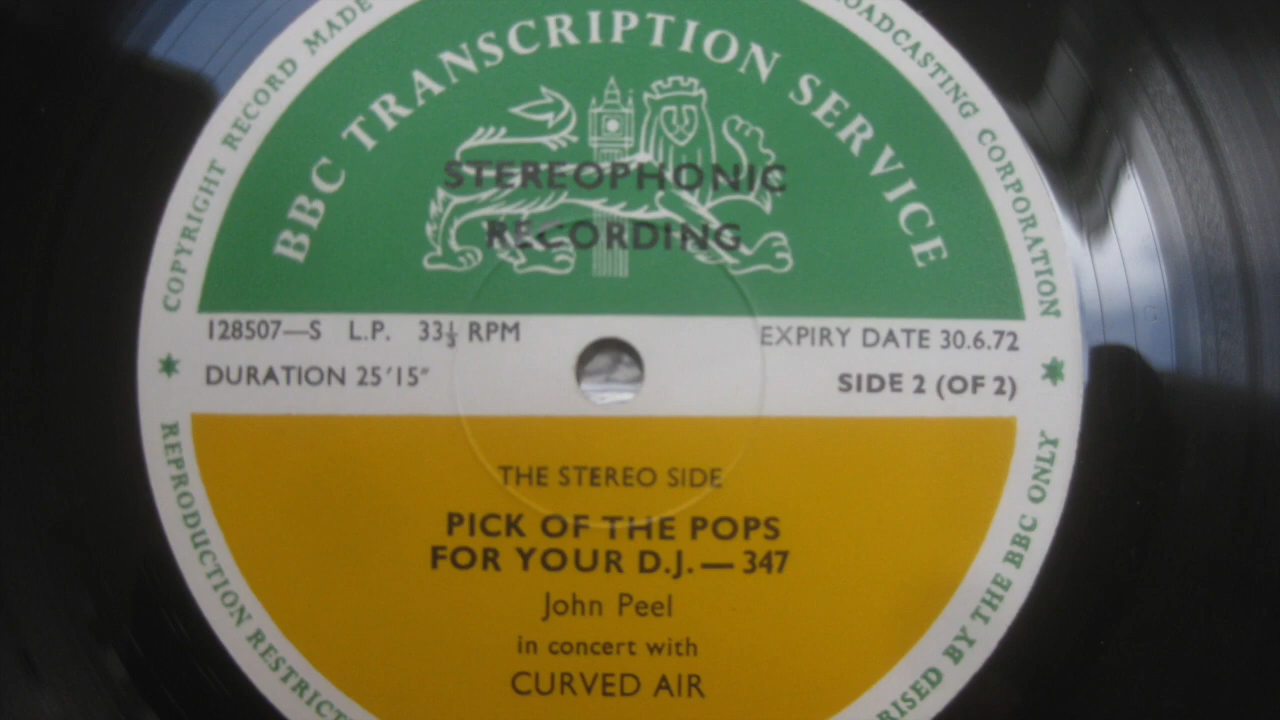 COPYRIGHT RECORD MADE
OADCASTING CORPORATION
BBC TRANSCRIPTION SERVICE
STEREOPHONIC
RECORDING
128507—S L.P. 33⅓ RPM
EXPIRY DATE 30.6.72
DURATION 25'15"
SIDE 2 (OF 2)
THE STEREO SIDE
PICK OF THE POPS
FOR YOUR D.J.— 347
John Peel
in concert with
CURVED AIR
REPRODUCTION RESTRICT
RISED BY THE BBC ONLY